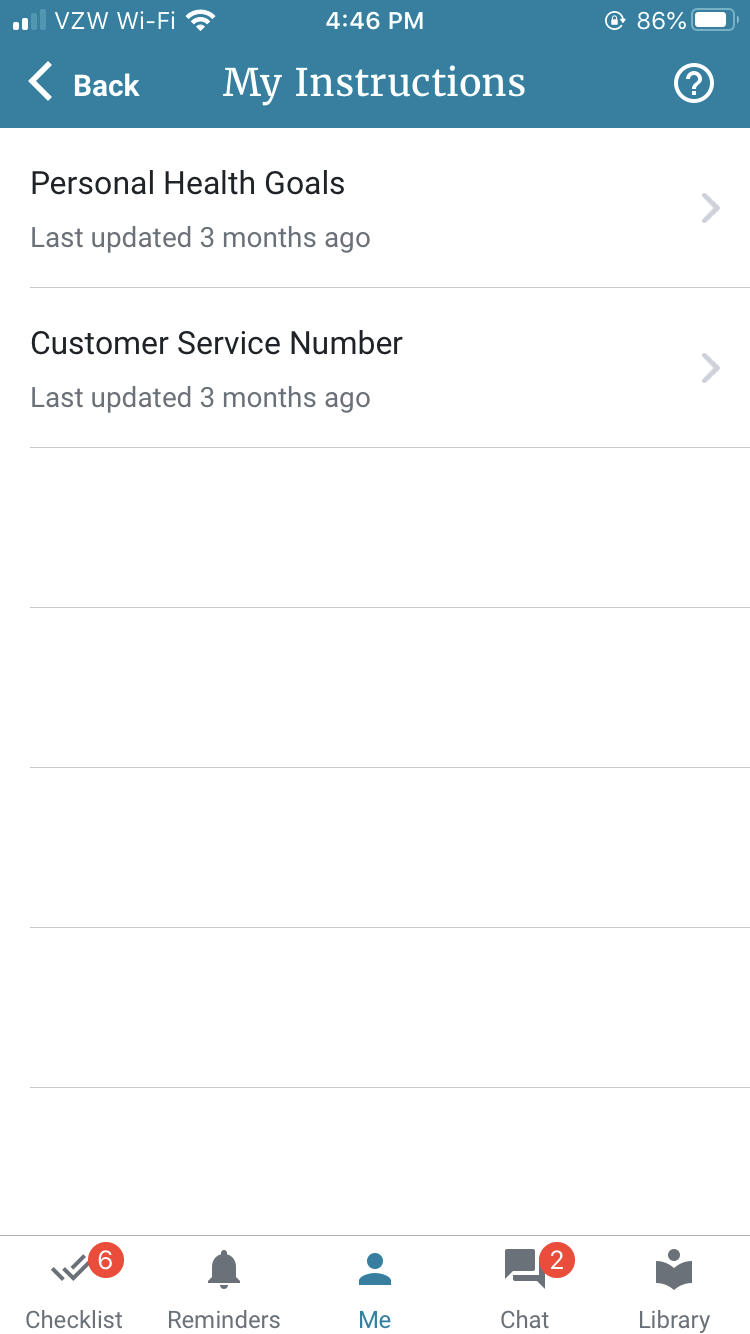 VZW Wi-Fi 4:46 PM 86%
Back My Instructions ?
Personal Health Goals
Last updated 3 months ago
Customer Service Number
Last updated 3 months ago
6 2
Checklist Reminders Me Chat Library